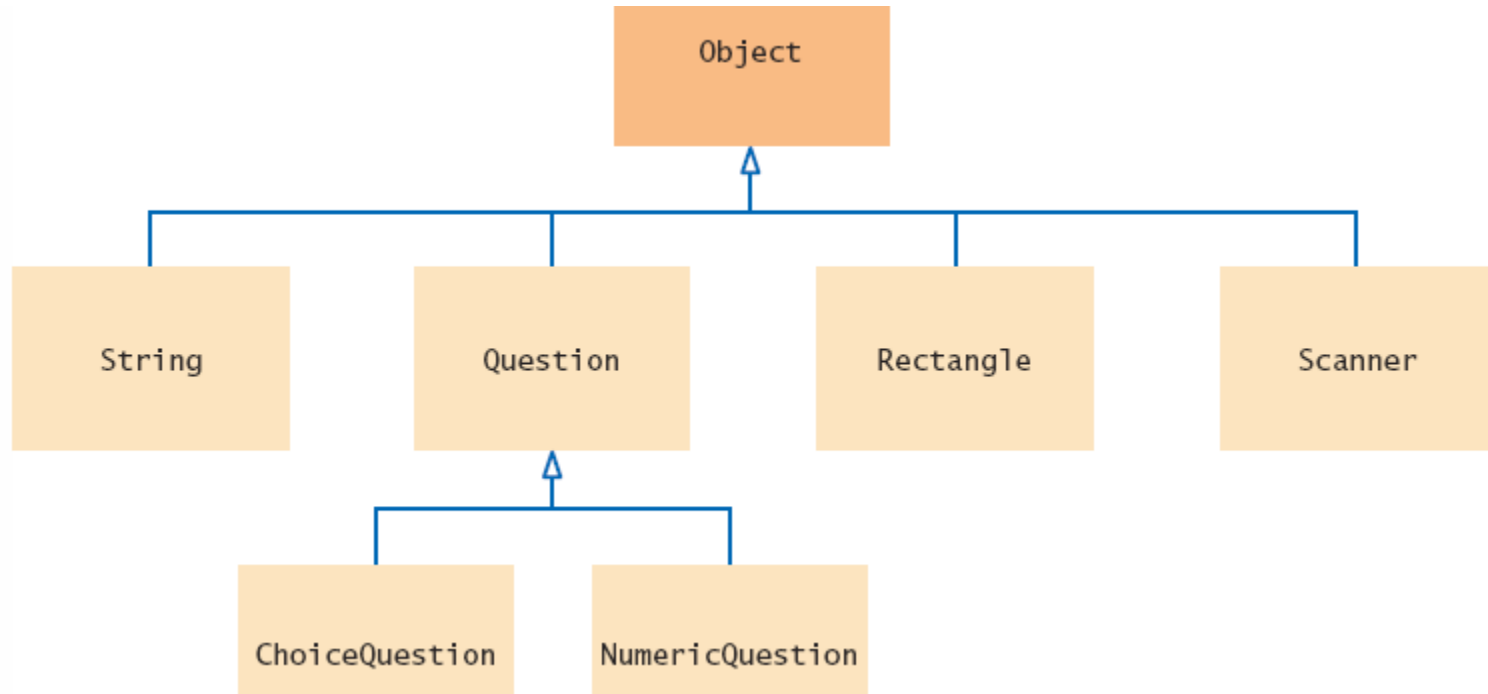 Object
String
Question
Rectangle
Scanner
ChoiceQuestion
NumericQuestion